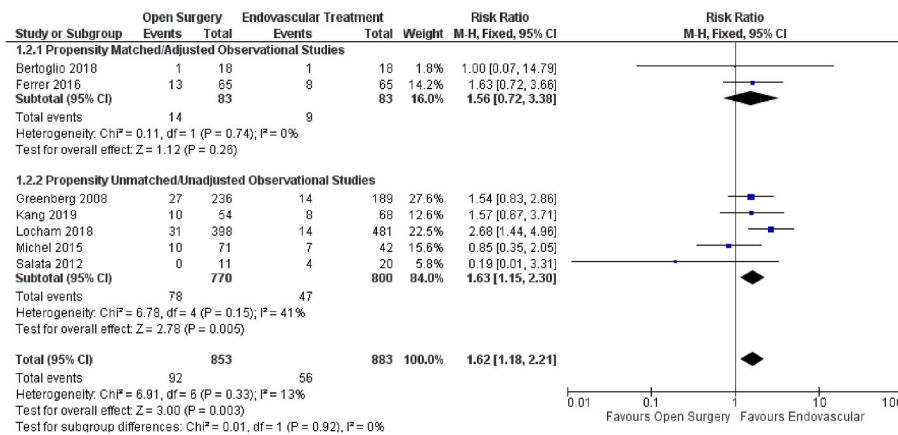 Open Surgery Endovascular Treatment Risk Ratio Risk Ratio
Study or Subgroup Events Total Events Total Weight M-H, Fixed, 95% CI M-H, Fixed, 95% CI
1.2.1 Propensity Matched/Adjusted Observational Studies
Bertoglio 2018 1 18 1 18 1.8% 1.00 [0.07, 14.79]
Ferrer 2016 13 65 8 65 14.2% 1.63 [0.72, 3.66]
Subtotal (95% CI) 83 83 16.0% 1.56 [0.72, 3.38]
Total events 14 9
Heterogeneity: Chi² = 0.11, df = 1 (P = 0.74); I² = 0%
Test for overall effect: Z = 1.12 (P = 0.26)
1.2.2 Propensity Unmatched/Unadjusted Observational Studies
Greenberg 2008 27 236 14 189 27.6% 1.54 [0.83, 2.86]
Kang 2019 10 54 8 68 12.6% 1.57 [0.67, 3.71]
Locham 2018 31 398 14 481 22.5% 2.68 [1.44, 4.96]
Michel 2015 10 71 7 42 15.6% 0.85 [0.35, 2.05]
Salata 2012 0 11 4 20 5.8% 0.19 [0.01, 3.31]
Subtotal (95% CI) 770 800 84.0% 1.63 [1.15, 2.30]
Total events 78 47
Heterogeneity: Chi² = 6.78, df = 4 (P = 0.15); I² = 41%
Test for overall effect: Z = 2.78 (P = 0.005)
Total (95% CI) 853 883 100.0% 1.62 [1.18, 2.21]
Total events 92 56
Heterogeneity: Chi² = 6.91, df = 6 (P = 0.33); I² = 13%
Test for overall effect: Z = 3.00 (P = 0.003)
Test for subgroup differences: Chi² = 0.01, df = 1 (P = 0.92), I² = 0%
0.01 0.1 1 10 100
Favours Open Surgery Favours Endovascular